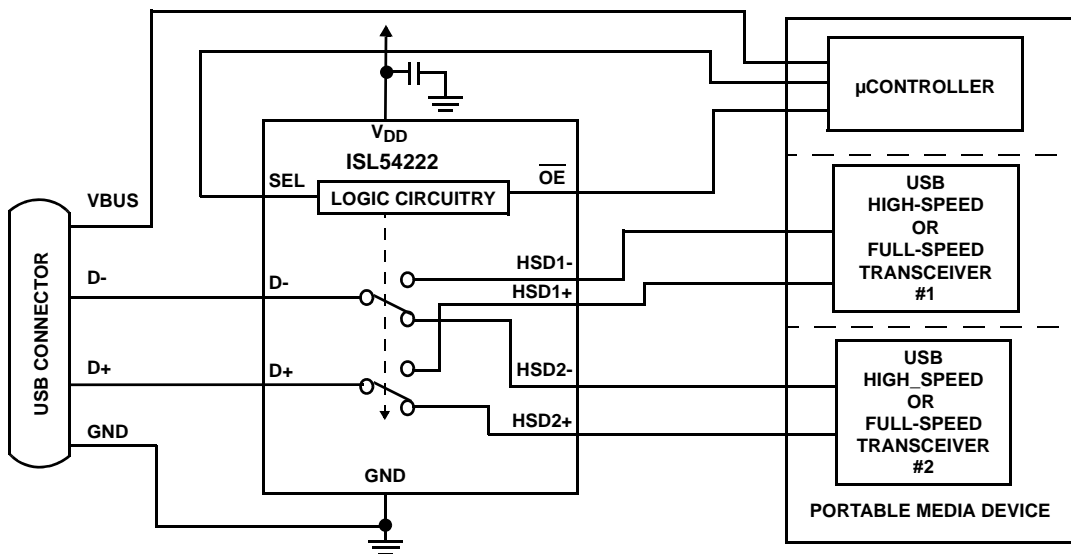 VDD
ISL54222
SEL
OE
LOGIC CIRCUITRY
µCONTROLLER
USB CONNECTOR
VBUS
D-
D+
GND
D-
D+
HSD1-
HSD1+
HSD2-
HSD2+
GND
USB
HIGH-SPEED
OR
FULL-SPEED
TRANSCEIVER
#1
USB
HIGH_SPEED
OR
FULL-SPEED
TRANSCEIVER
#2
PORTABLE MEDIA DEVICE